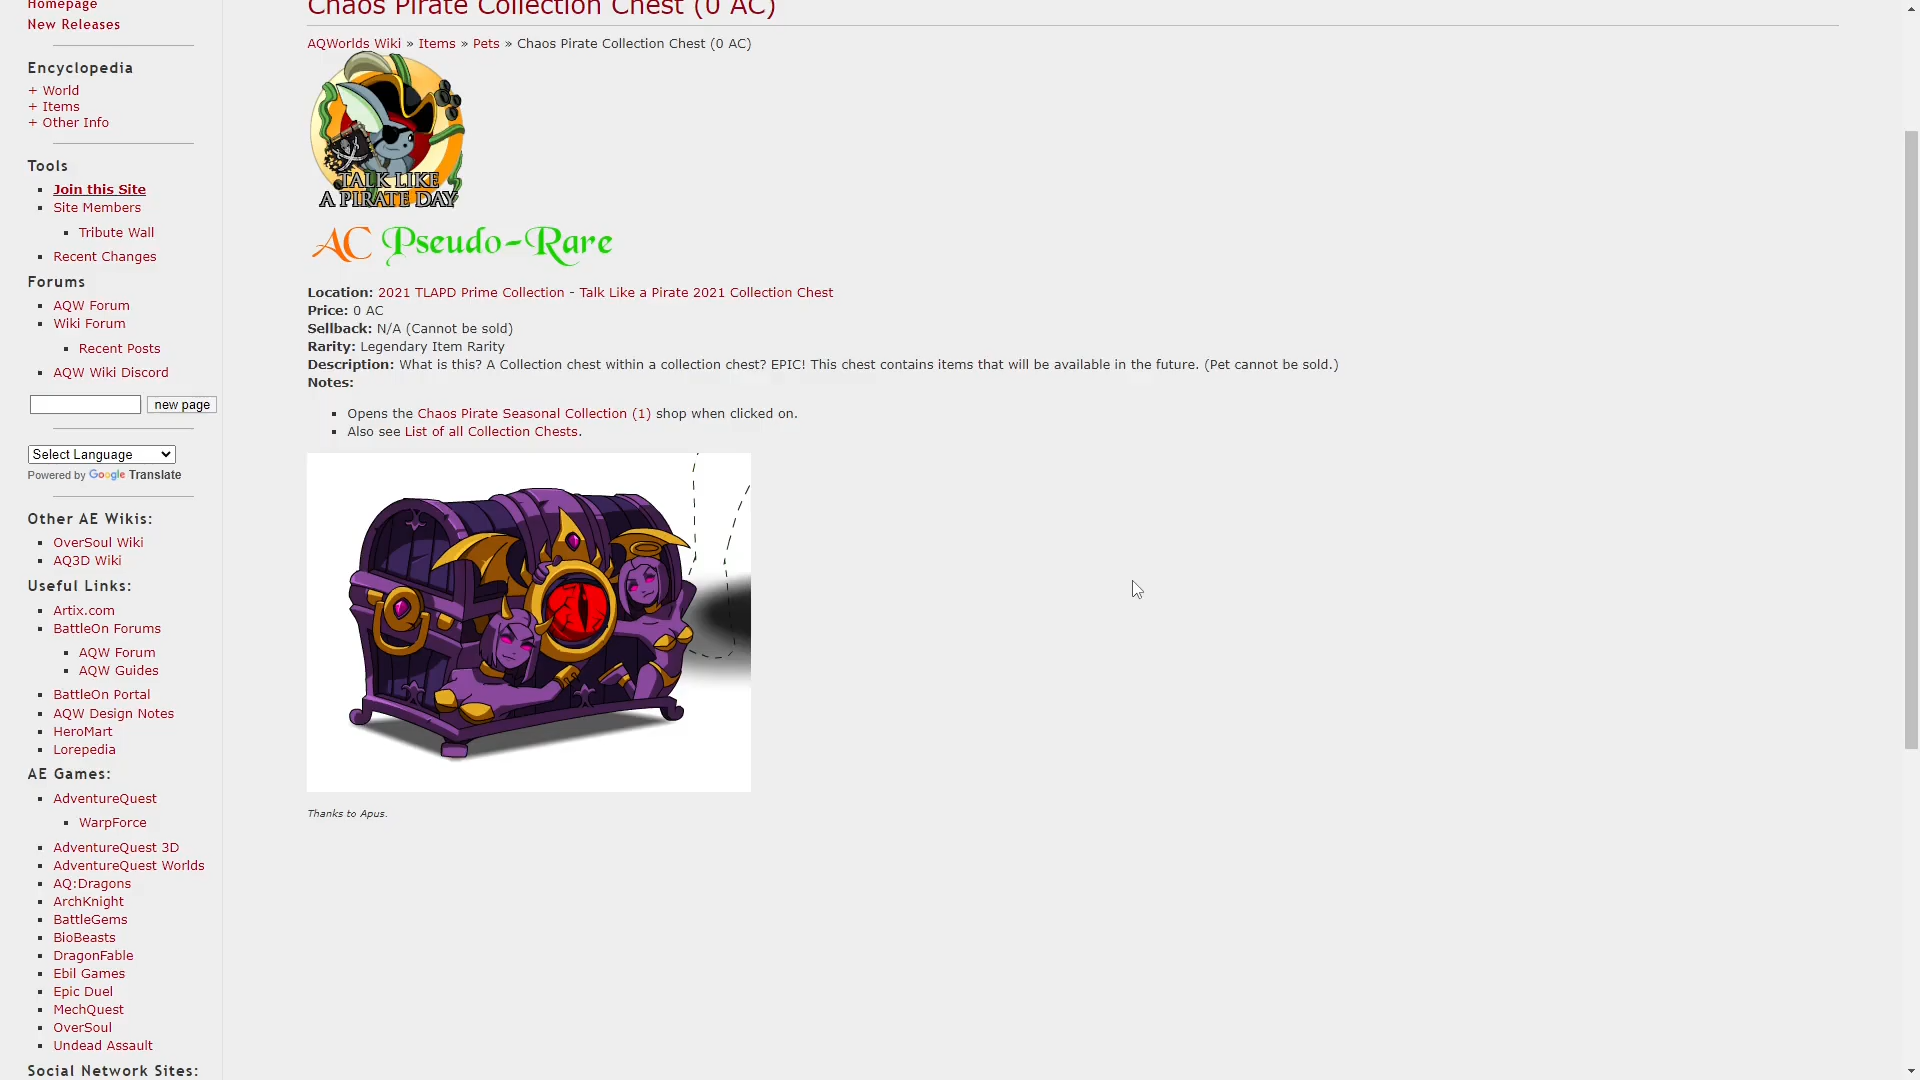 Homepage
New Releases
Encyclopedia
+ World
+ Items
+ Other Info
Tools
Join this Site
Site Members
Tribute Wall
Recent Changes
Forums
AQW Forum
Wiki Forum
Recent Posts
AQW Wiki Discord
new page
Select Language
Powered by Google Translate
Other AE Wikis:
OverSoul Wiki
AQ3D Wiki
Useful Links:
Artix.com
BattleOn Forums
AQW Forum
AQW Guides
BattleOn Portal
AQW Design Notes
HeroMart
Lorepedia
AE Games:
AdventureQuest
WarpForce
AdventureQuest 3D
AdventureQuest Worlds
AQ:Dragons
ArchKnight
BattleGems
BioBeasts
DragonFable
Ebil Games
Epic Duel
MechQuest
OverSoul
Undead Assault
Social Network Sites:
Chaos Pirate Collection Chest (0 AC)
AQWorlds Wiki » Items » Pets » Chaos Pirate Collection Chest (0 AC)
TALK LIKE
A PIRATE DAY
AC Pseudo-Rare
Location: 2021 TLAPD Prime Collection - Talk Like a Pirate 2021 Collection Chest
Price: 0 AC
Sellback: N/A (Cannot be sold)
Rarity: Legendary Item Rarity
Description: What is this? A Collection chest within a collection chest? EPIC! This chest contains items that will be available in the future. (Pet cannot be sold.)
Notes:
Opens the Chaos Pirate Seasonal Collection (1) shop when clicked on.
Also see List of all Collection Chests.
Thanks to Apus.